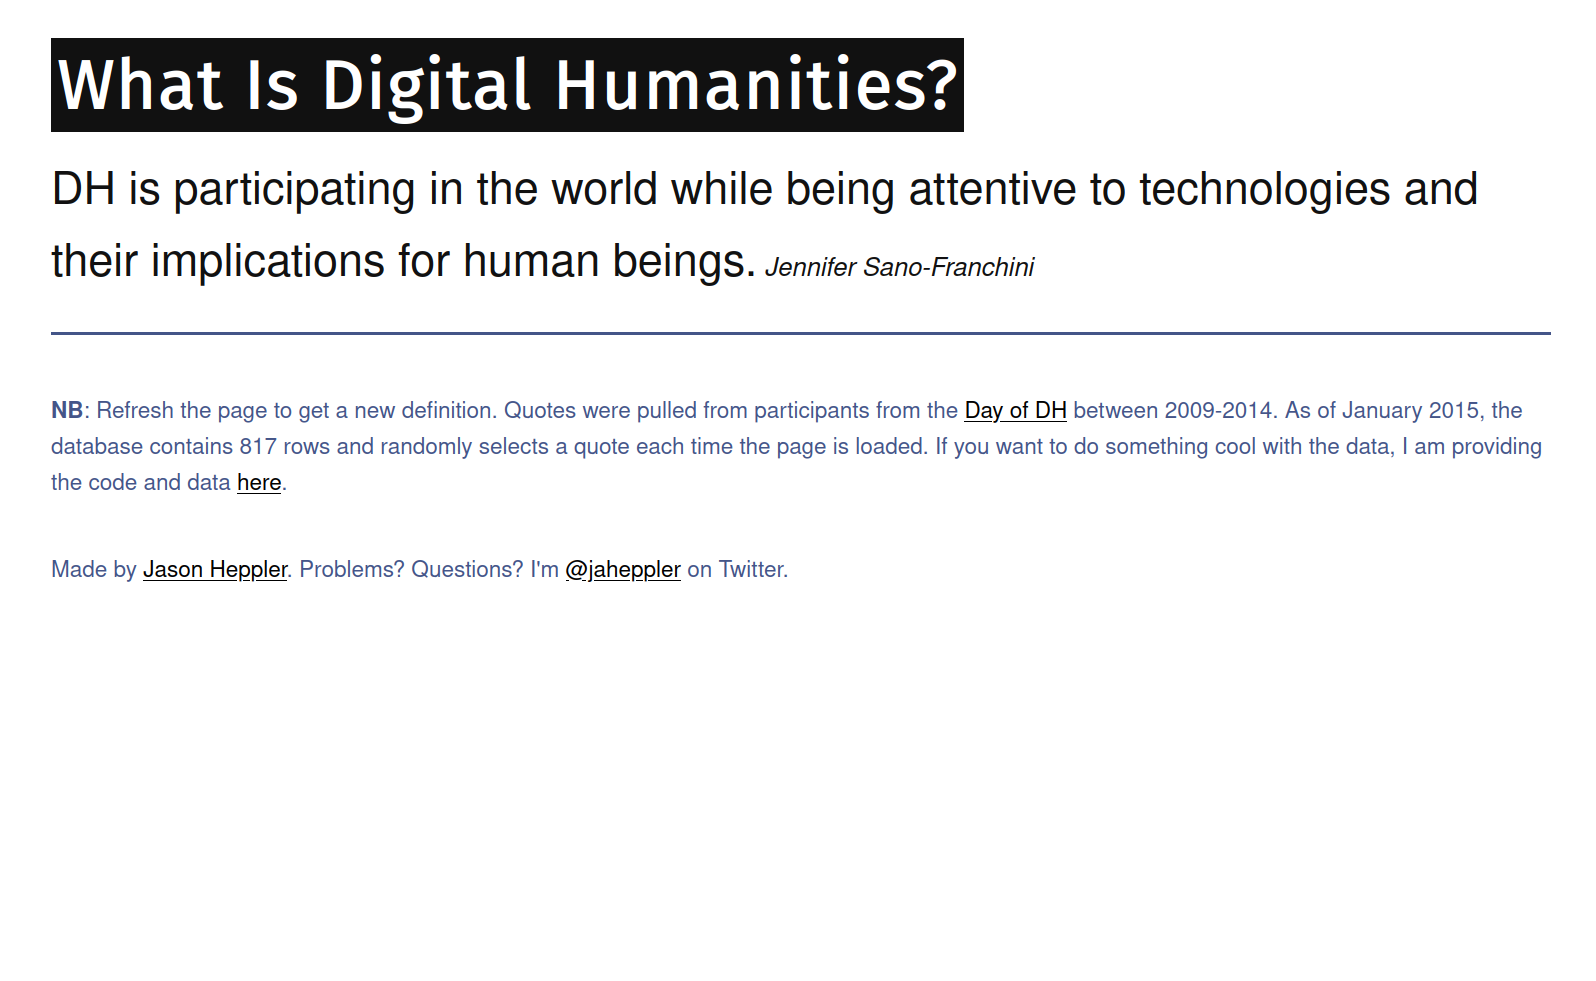 What Is Digital Humanities?
DH is participating in the world while being attentive to technologies and
their implications for human beings. Jennifer Sano-Franchini
NB: Refresh the page to get a new definition. Quotes were pulled from participants from the Day of DH between 2009-2014. As of January 2015, the
database contains 817 rows and randomly selects a quote each time the page is loaded. If you want to do something cool with the data, I am providing
the code and data here.
Made by Jason Heppler. Problems? Questions? I'm @jaheppler on Twitter.